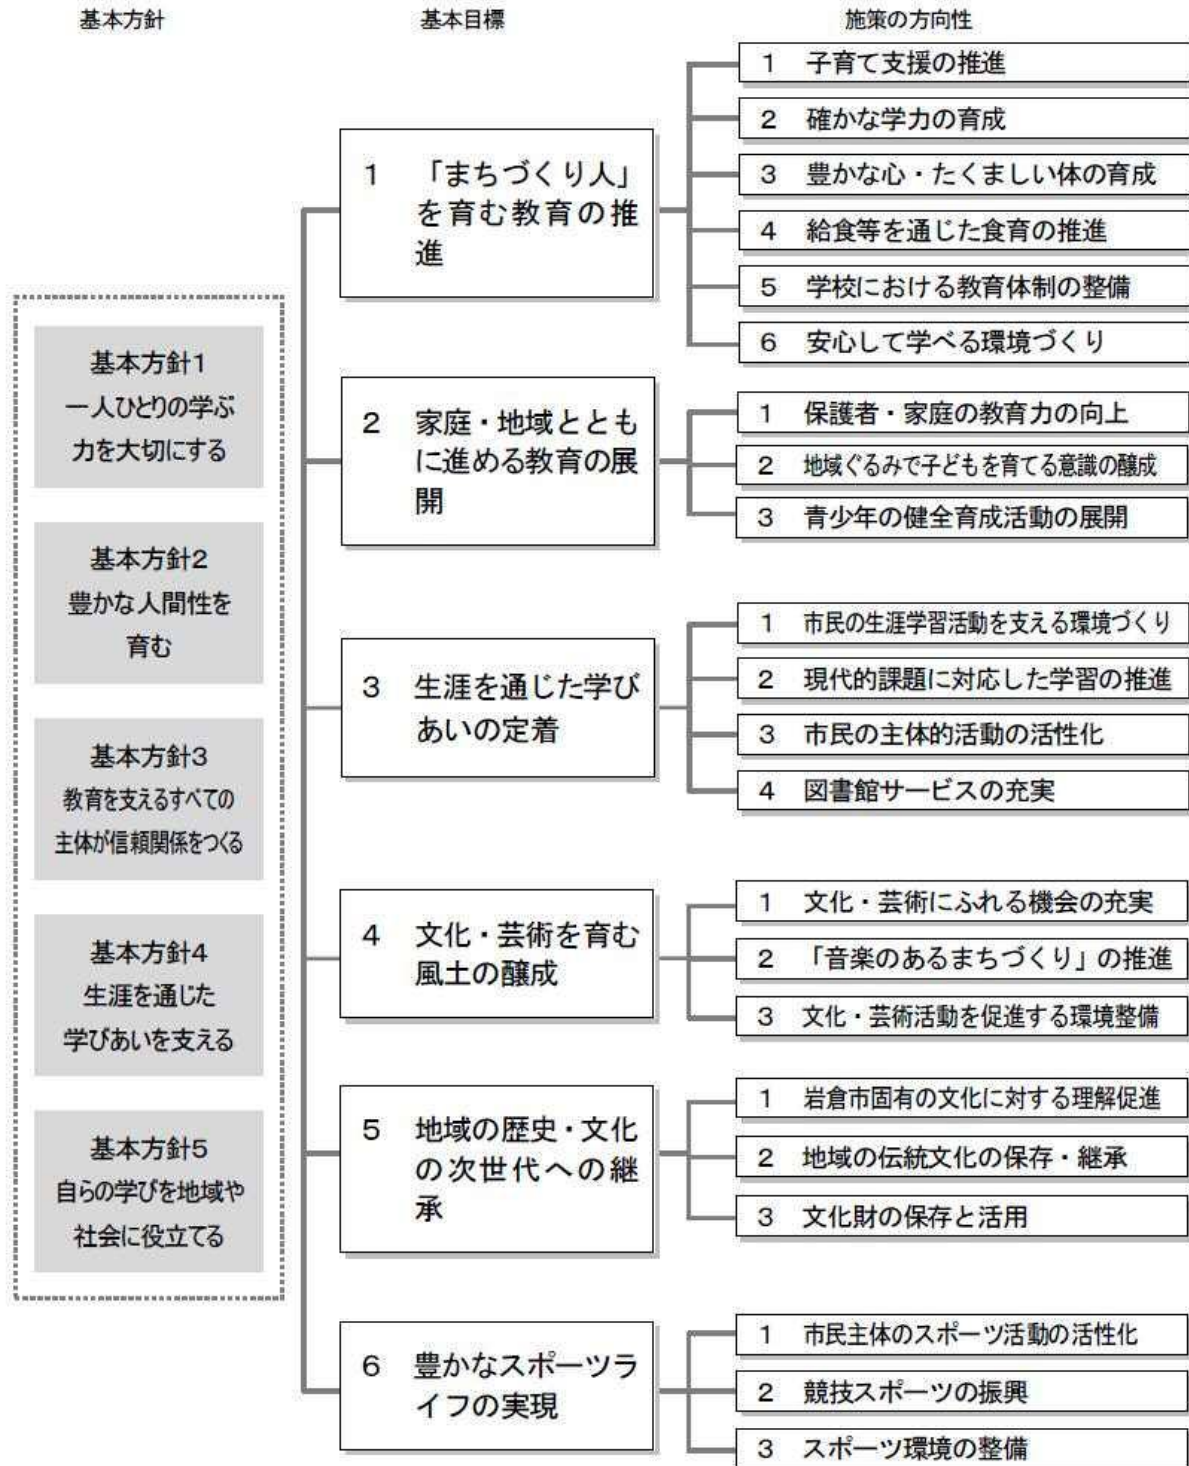 基本方針
基本目標
施策の方向性
基本方針1
一人ひとりの学ぶ
力を大切にする
基本方針2
豊かな人間性を
育む
基本方針3
教育を支えるすべての
主体が信頼関係をつくる
基本方針4
生涯を通じた
学びあいを支える
基本方針5
自らの学びを地域や
社会に役立てる
1 「まちづくり人」
を育む教育の推
進
1 子育て支援の推進
2 確かな学力の育成
3 豊かな心・たくましい体の育成
4 給食等を通じた食育の推進
5 学校における教育体制の整備
6 安心して学べる環境づくり
2 家庭・地域ととも
に進める教育の展
開
1 保護者・家庭の教育力の向上
2 地域ぐるみで子どもを育てる意識の醸成
3 青少年の健全育成活動の展開
3 生涯を通じた学び
あいの定着
1 市民の生涯学習活動を支える環境づくり
2 現代的課題に対応した学習の推進
3 市民の主体的活動の活性化
4 図書館サービスの充実
4 文化・芸術を育む
風土の醸成
1 文化・芸術にふれる機会の充実
2 「音楽のあるまちづくり」の推進
3 文化・芸術活動を促進する環境整備
5 地域の歴史・文化
の次世代への継
承
1 岩倉市固有の文化に対する理解促進
2 地域の伝統文化の保存・継承
3 文化財の保存と活用
6 豊かなスポーツラ
イフの実現
1 市民主体のスポーツ活動の活性化
2 競技スポーツの振興
3 スポーツ環境の整備